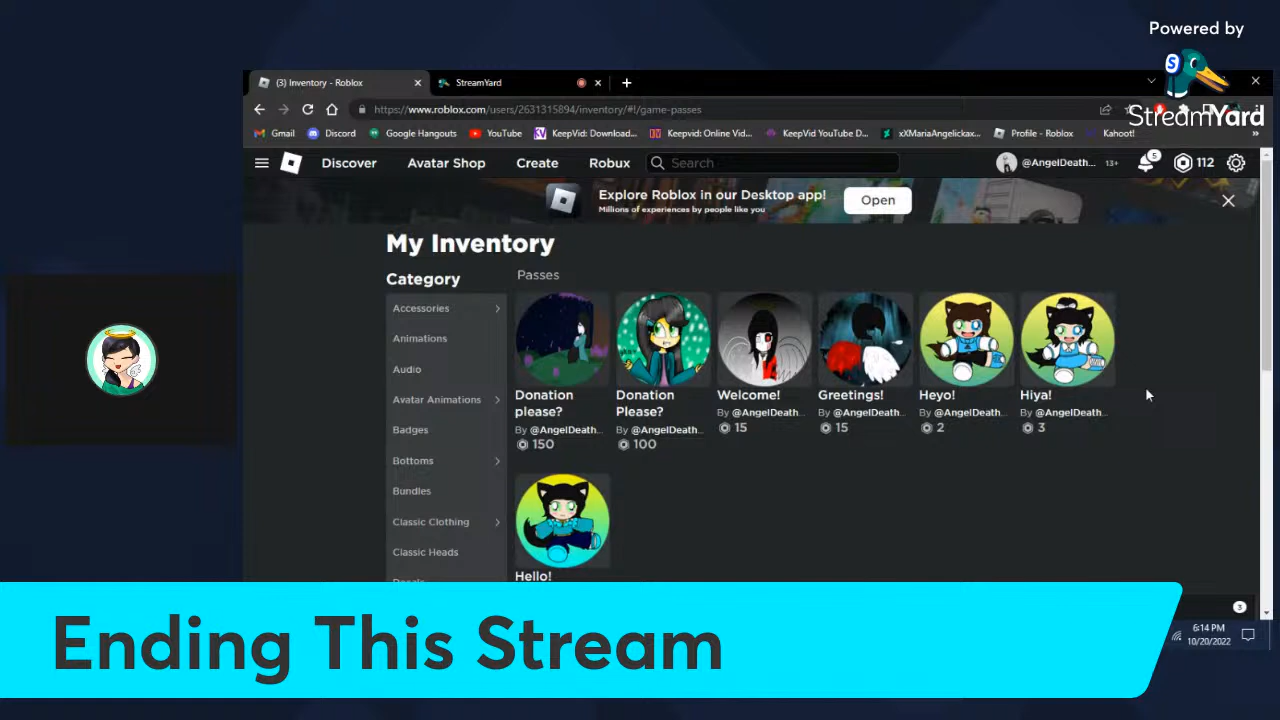 Powered by
StreamYard
(3) Inventory - Roblox
StreamYard
https://www.roblox.com/users/2631315894/inventory/#!/game-passes
Gmail
Discord
Google Hangouts
YouTube
KeepVid: Download...
Keepvid: Online Vid...
KeepVid YouTube D...
xXMariaAngelickax...
Profile - Roblox
Kahoot!
Discover
Avatar Shop
Create
Robux
Search
@AngelDeath...
13+
5
112
Explore Roblox in our Desktop app!
Millions of experiences by people like you
Open
My Inventory
Category
Passes
Accessories
Animations
Audio
Avatar Animations
Badges
Bottoms
Bundles
Classic Clothing
Classic Heads
Donation
please?
By @AngelDeath...
150
Donation
Please?
By @AngelDeath...
100
Welcome!
By @AngelDeath...
15
Greetings!
By @AngelDeath...
15
Heyo!
By @AngelDeath...
2
Hiya!
By @AngelDeath...
3
Hello!
3
6:14 PM
10/20/2022
Ending This Stream